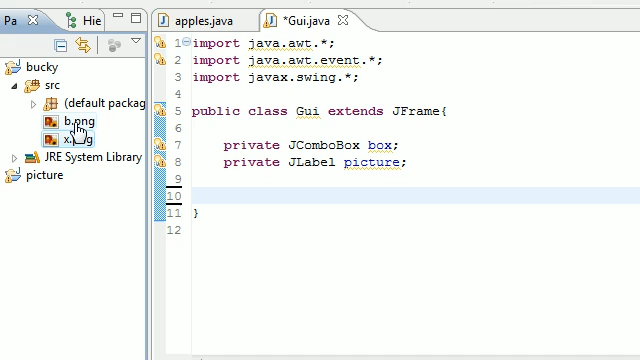 Pa
Hie
apples.java
*Gui.java
bucky
src
(default packag
b.png
JRE System Library
picture
1 import java.awt.*;
2 import java.awt.event.*;
3 import javax.swing.*;
4
5 public class Gui extends JFrame{
6
7 private JComboBox box;
8 private JLabel picture;
9
10
11 }
12